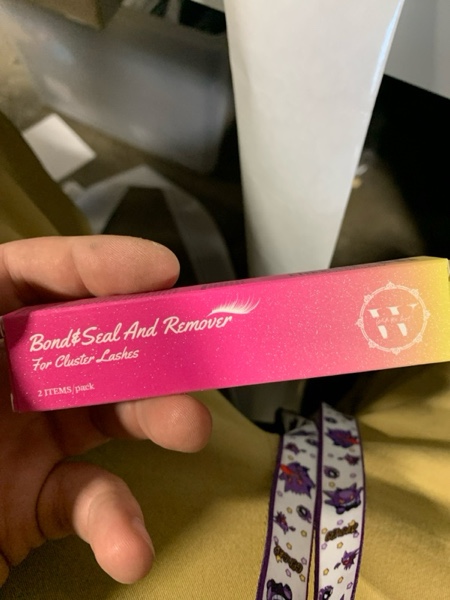 Bond&Seal And Remover
For Cluster Lashes
2 ITEMS/pack
W